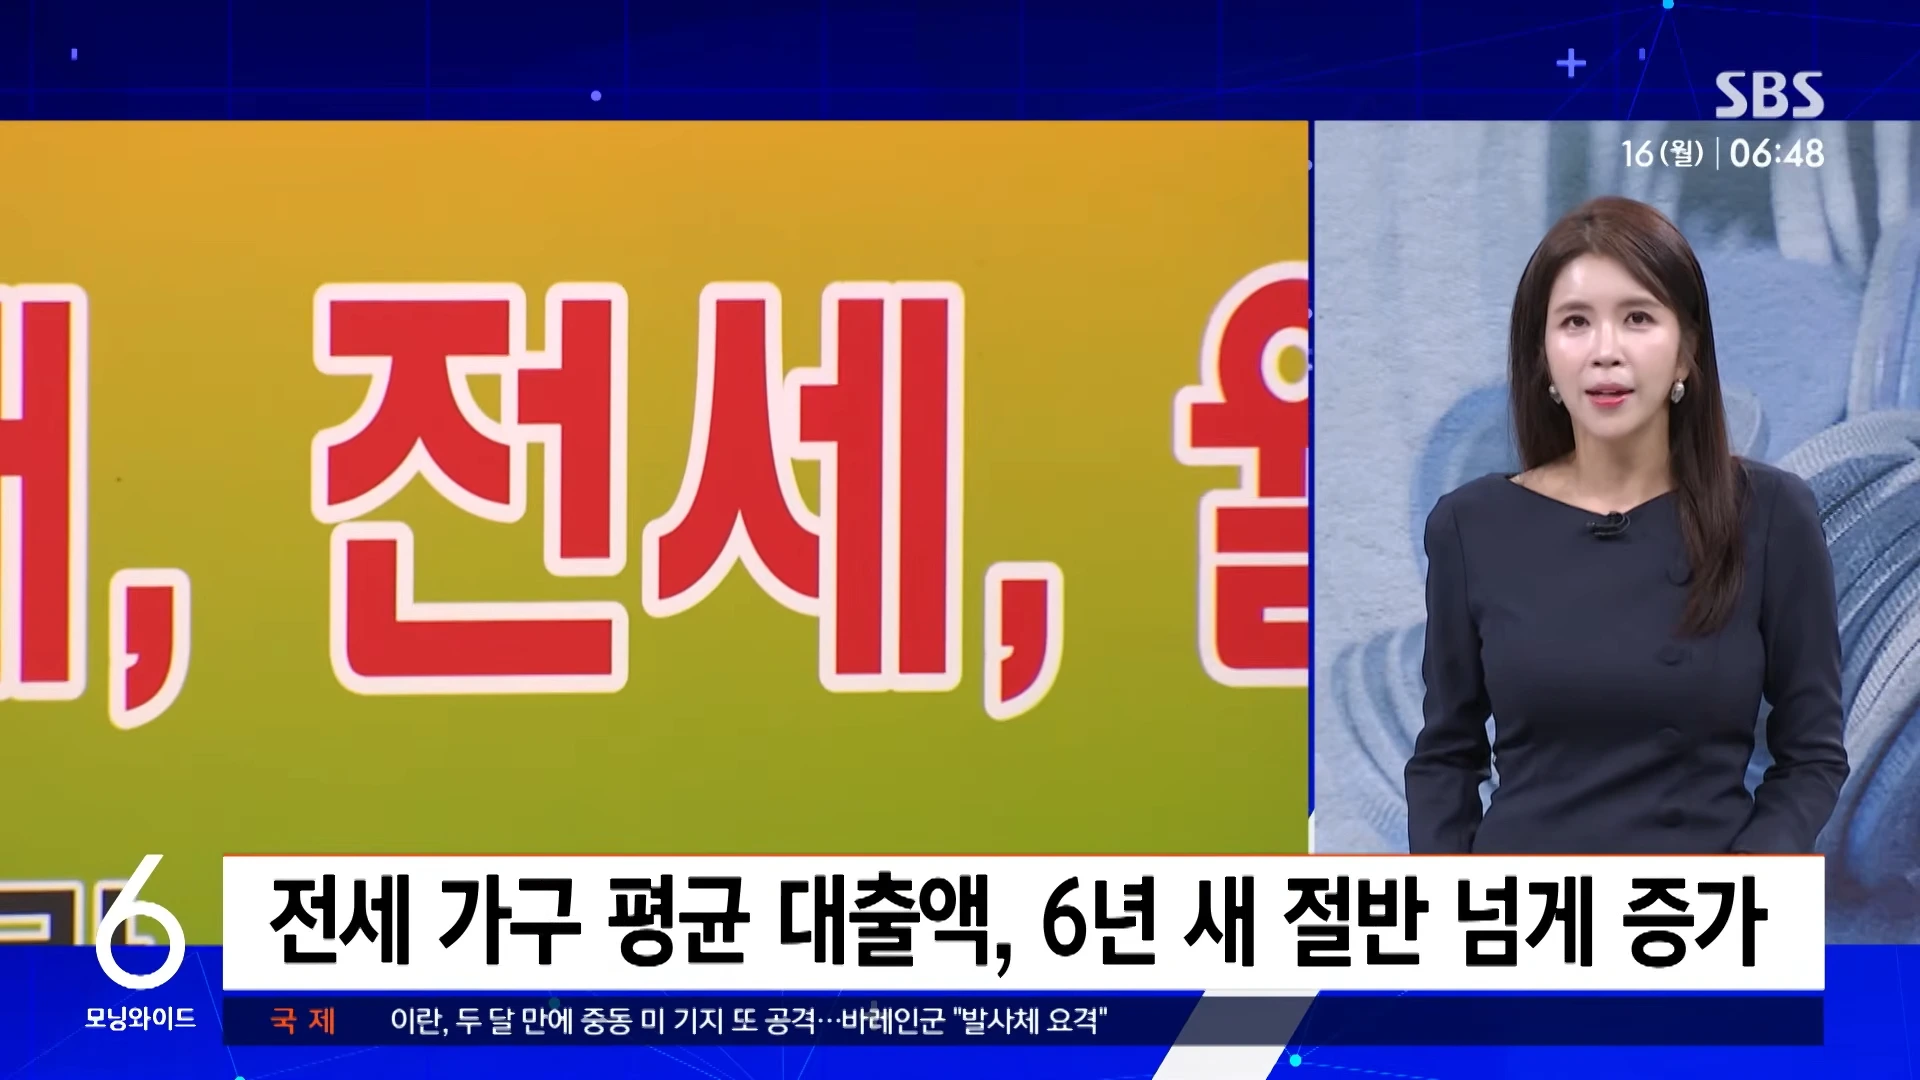 SBS
16(월) 06:48
전세,
전세 가구 평균 대출액, 6년 새 절반 넘게 증가
6
모닝와이드
국제 이란, 두 달 만에 중동 미 기지 또 공격…바레인군 "발사체 요격"